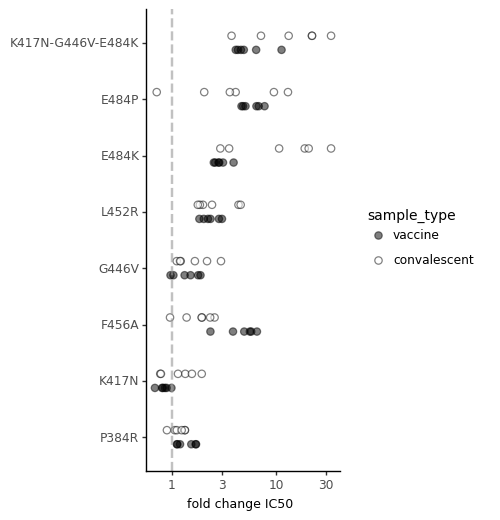 K417N-G446V-E484K
E484P
E484K
L452R
G446V
F456A
K417N
P384R
1 3 10 30
fold change IC50
sample_type
vaccine
convalescent